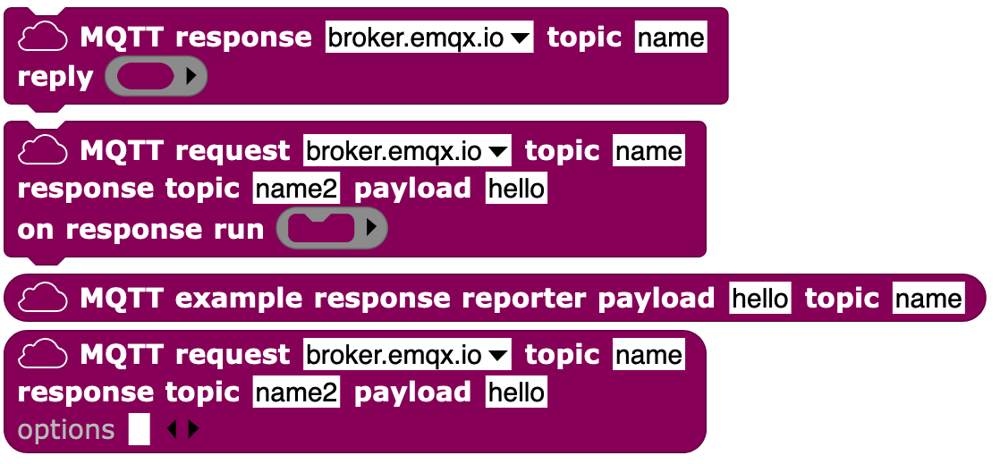 MQTT response broker.emqx.io topic name
reply
MQTT request broker.emqx.io topic name
response topic name2 payload hello
on response run
MQTT example response reporter payload hello topic name
MQTT request broker.emqx.io topic name
response topic name2 payload hello
options